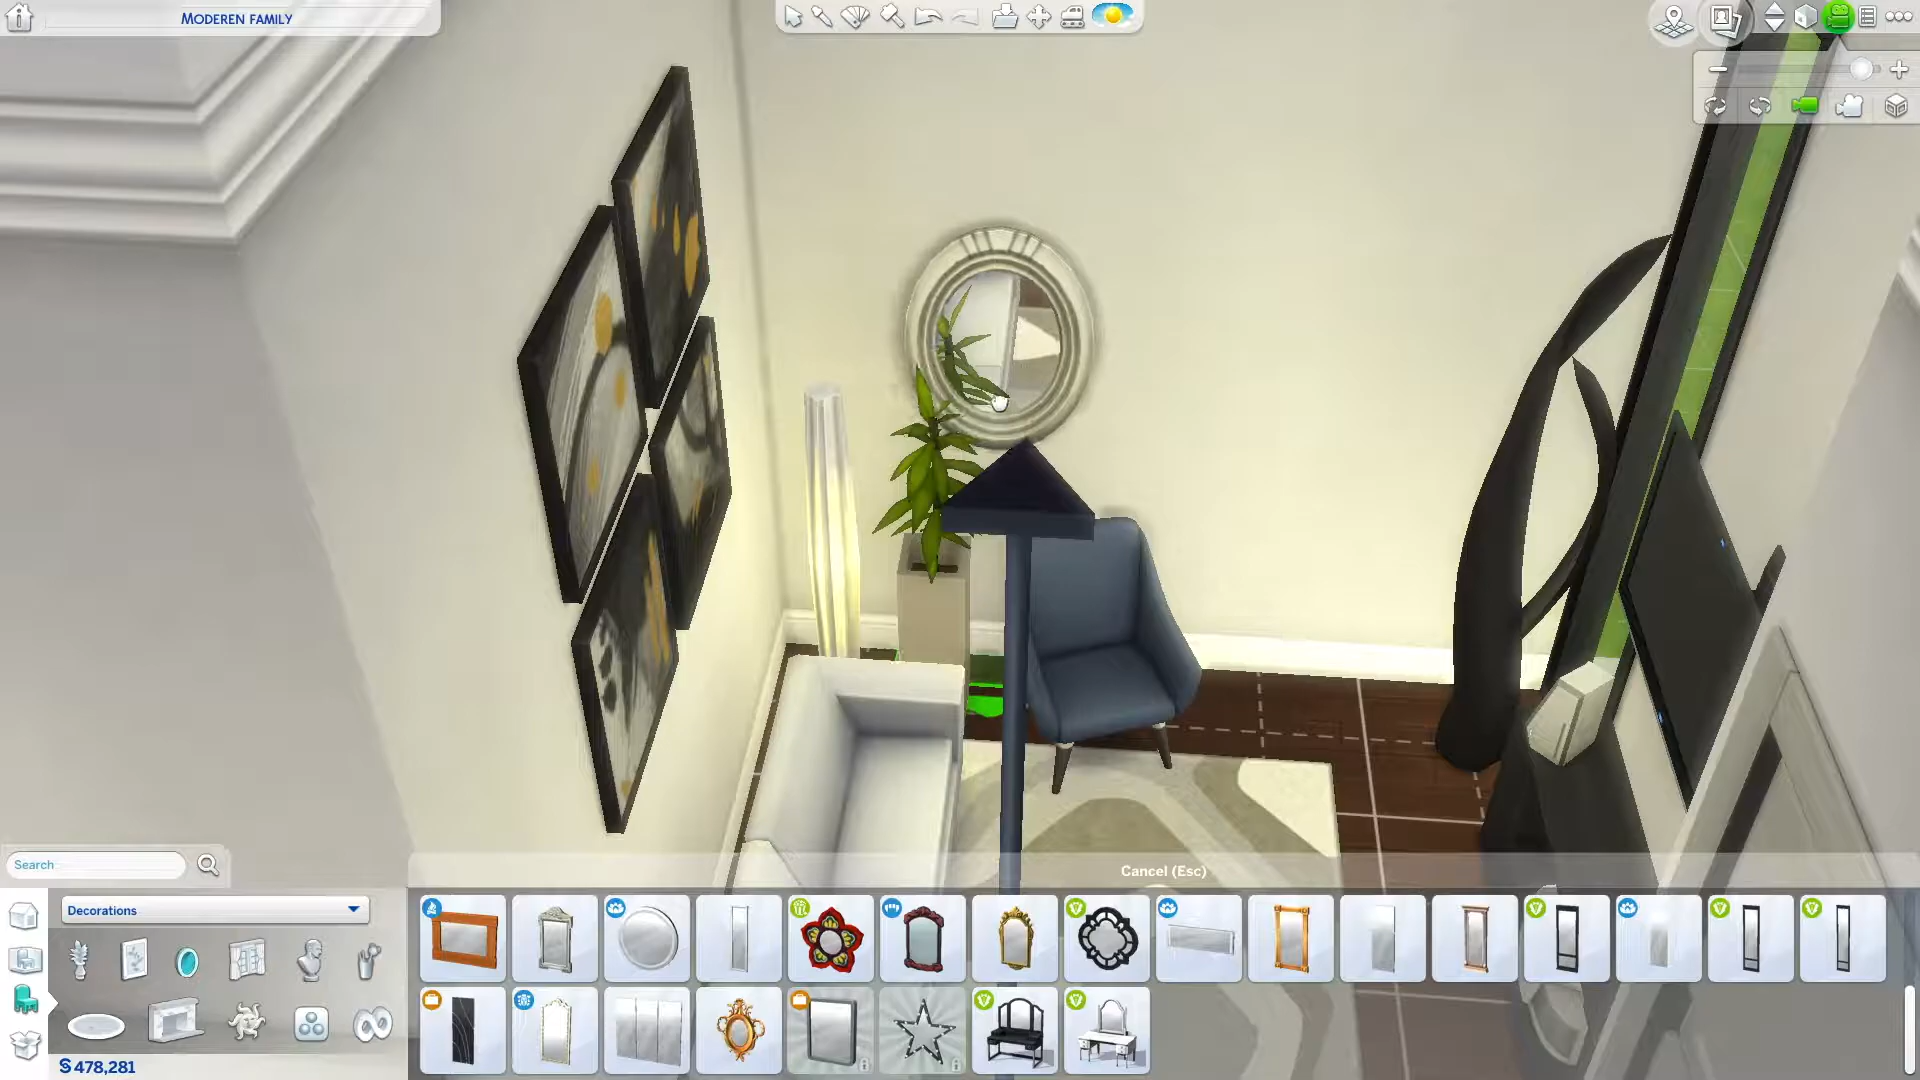 Moderen family
Cancel (Esc)
Search
Decorations
§478,281